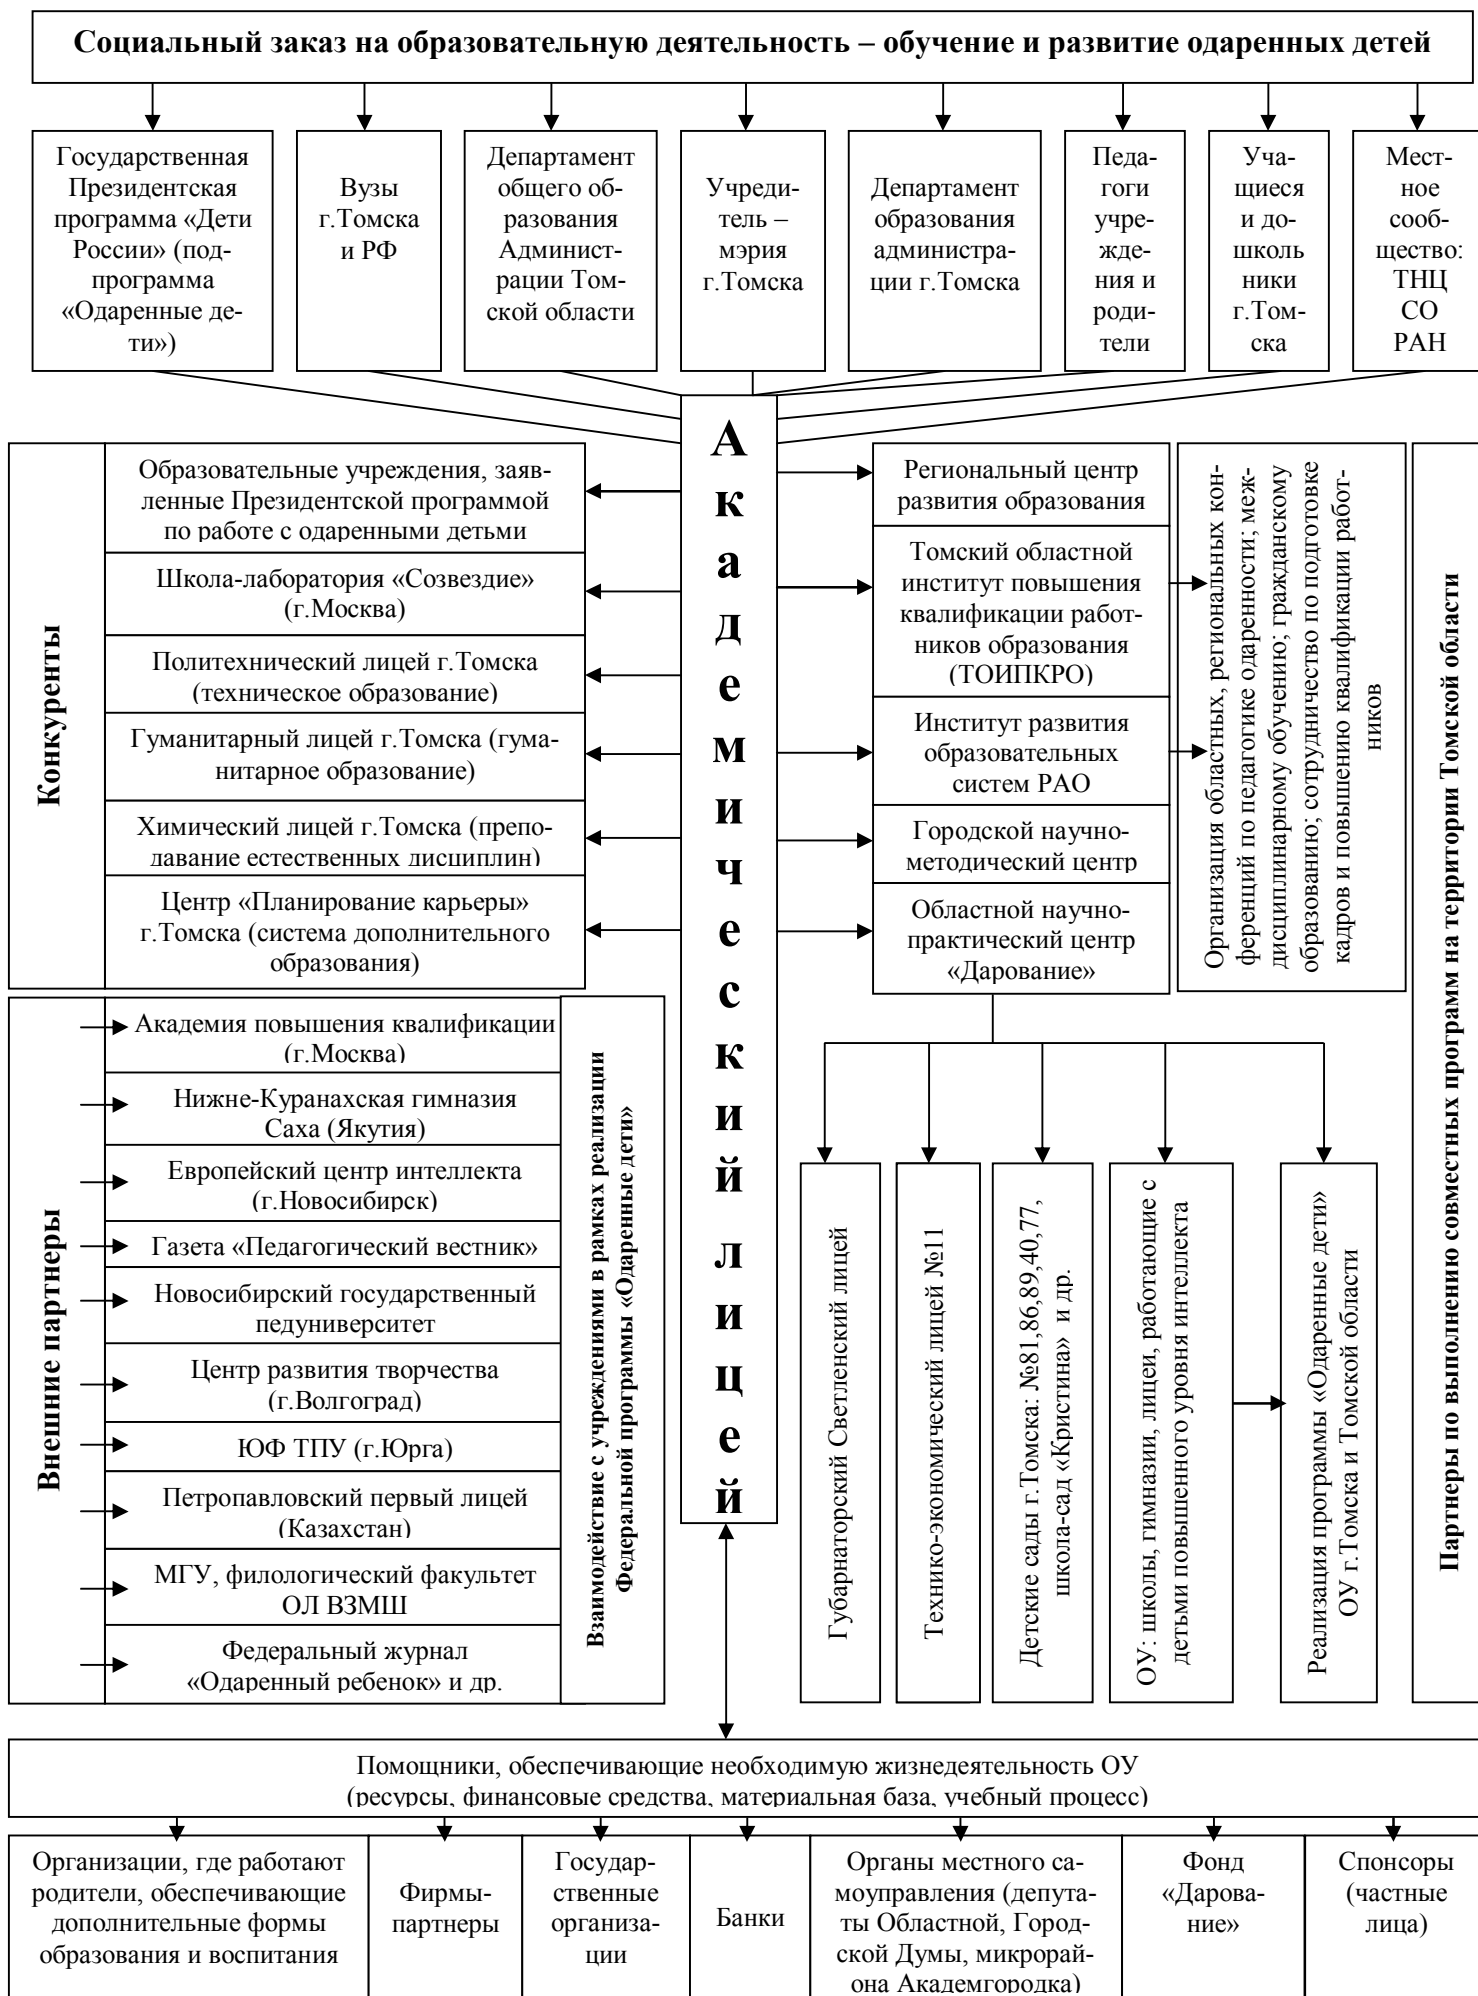 Социальный заказ на образовательную деятельность – обучение и развитие одаренных детей
Государственная
Президентская
программа «Дети
России» (под-
программа
«Одаренные де-
ти»)
Вузы
г.Томска
и РФ
Департамент
общего об-
разования
Админист-
рации Том-
ской области
Учреди-
тель –
мэрия
г.Томска
Департамент
образования
администра-
ции г.Томска
Педа-
гоги
учре-
жде-
ния и
роди-
тели
Уча-
щиеся
и до-
школь
ники
г.Том-
ска
Мест-
ное
сооб-
щество:
ТНЦ
СО
РАН
Академический лицей
Конкуренты
Образовательные учреждения, заяв-
ленные Президентской программой
по работе с одаренными детьми
Школа-лаборатория «Созвездие»
(г.Москва)
Политехнический лицей г.Томска
(техническое образование)
Гуманитарный лицей г.Томска (гума-
нитарное образование)
Химический лицей г.Томска (препо-
давание естественных дисциплин)
Центр «Планирование карьеры»
г.Томска (система дополнительного
образования)
Региональный центр
развития образования
Томский областной
институт повышения
квалификации работ-
ников образования
(ТОИПКРО)
Институт развития
образовательных
систем РАО
Городской научно-
методический центр
Областной научно-
практический центр
«Дарование»
Организация областных, региональных кон-
ференций по педагогике одаренности; меж-
дисциплинарному обучению; гражданскому
образованию; сотрудничество по подготовке
кадров и повышению квалификации работ-
ников
Партнеры по выполнению совместных программ на территории Томской области
Внешние партнеры
Академия повышения квалификации
(г.Москва)
Нижне-Куранахская гимназия
Саха (Якутия)
Европейский центр интеллекта
(г.Новосибирск)
Газета «Педагогический вестник»
Новосибирский государственный
педуниверситет
Центр развития творчества
(г.Волгоград)
ЮФ ТПУ (г.Юрга)
Петропавловский первый лицей
(Казахстан)
МГУ, филологический факультет
ОЛ ВЗМШ
Федеральный журнал
«Одаренный ребенок» и др.
Взаимодействие с учреждениями в рамках реализации
Федеральной программы «Одаренные дети»
Губарнаторский Светленский лицей
Технико-экономический лицей №11
Детские сады г.Томска: №81,86,89,40,77,
школа-сад «Кристина» и др.
ОУ: школы, гимназии, лицеи, работающие с
детьми повышенного уровня интеллекта
Реализация программы «Одаренные дети»
ОУ г.Томска и Томской области
Помощники, обеспечивающие необходимую жизнедеятельность ОУ
(ресурсы, финансовые средства, материальная база, учебный процесс)
Организации, где работают
родители, обеспечивающие
дополнительные формы
образования и воспитания
Фирмы-
партнеры
Государ-
ственные
организа-
ции
Банки
Органы местного са-
моуправления (депута-
ты Областной, Город-
ской Думы, микрорай-
она Академгородка)
Фонд
«Дарова-
ние»
Спонсоры
(частные
лица)